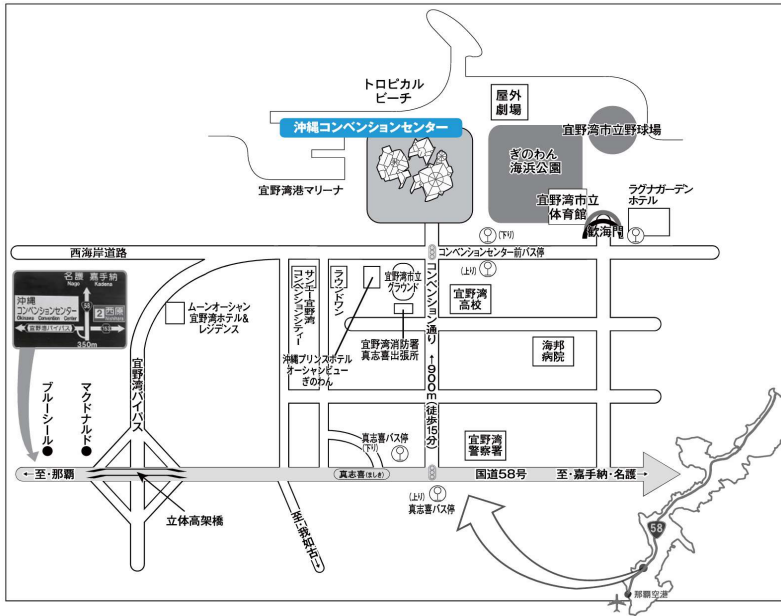 トロピカル
ビーチ
屋外
劇場
沖縄コンベンションセンター
宜野湾市立野球場
ぎのわん
海浜公園
宜野湾港マリーナ
宜野湾市立
体育館
ラグナガーデン
ホテル
歓海門
西海岸道路
(下り)
コンベンションセンター前バス停
(上り)
名護 嘉手納
Nago Kadena
58
沖縄
コンベンションセンター
Okinawa Convention Center
2 西原
宜野湾バイパス
350m
ムーンオーシャン
宜野湾ホテル&
レジデンス
サンエー宜野湾
コンベンションシティー
ラウンドワン
宜野湾市立
グラウンド
コンベンション通り
↑900m(徒歩15分)
宜野湾
高校
宜野湾消防署
真志喜出張所
沖縄プリンスホテル
オーシャンビュー
ぎのわん
海邦
病院
宜野湾バイパス
ブルーシール
マクドナルド
真志喜バス停
(下り)
宜野湾
警察署
←至・那覇
真志喜(ましき)
国道58号
至・嘉手納・名護→
立体高架橋
至・我如古
(上り)
真志喜バス停
58
那覇空港